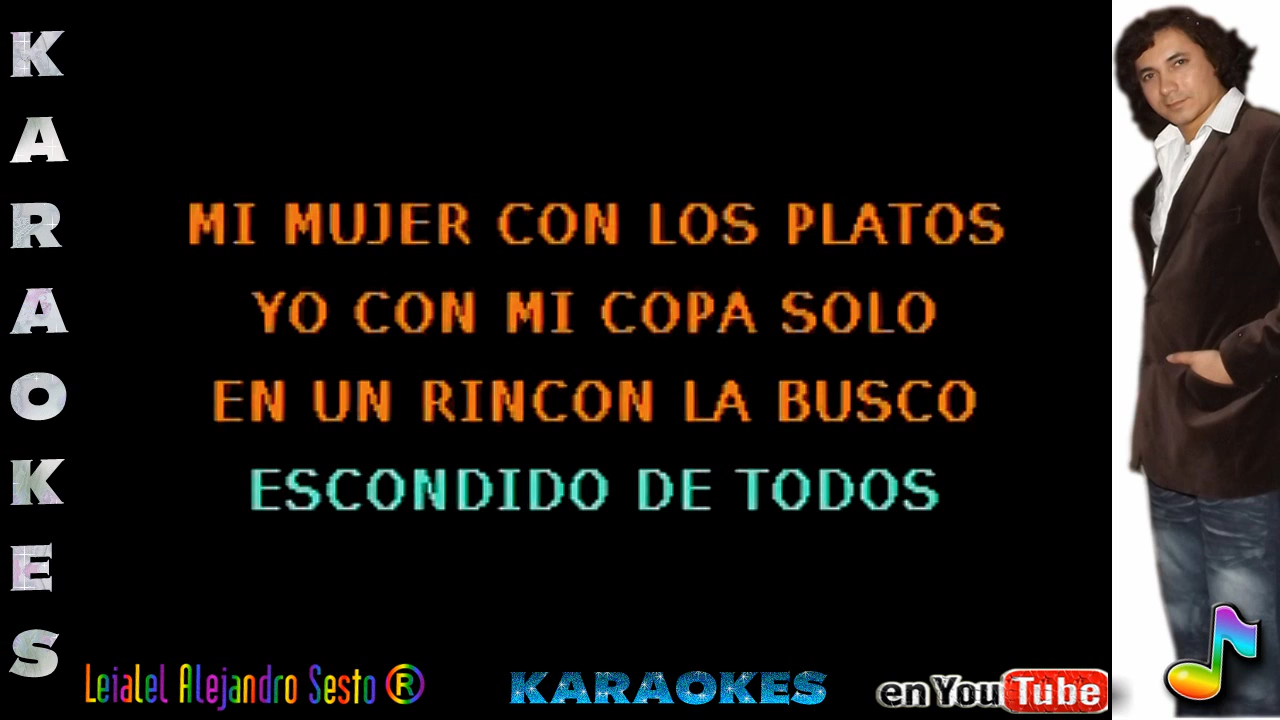 KARAOKES
MI MUJER CON LOS PLATOS
YO CON MI COPA SOLO
EN UN RINCON LA BUSCO
ESCONDIDO DE TODOS
Leialel Alejandro Sesto ®
KARAOKES
en YouTube